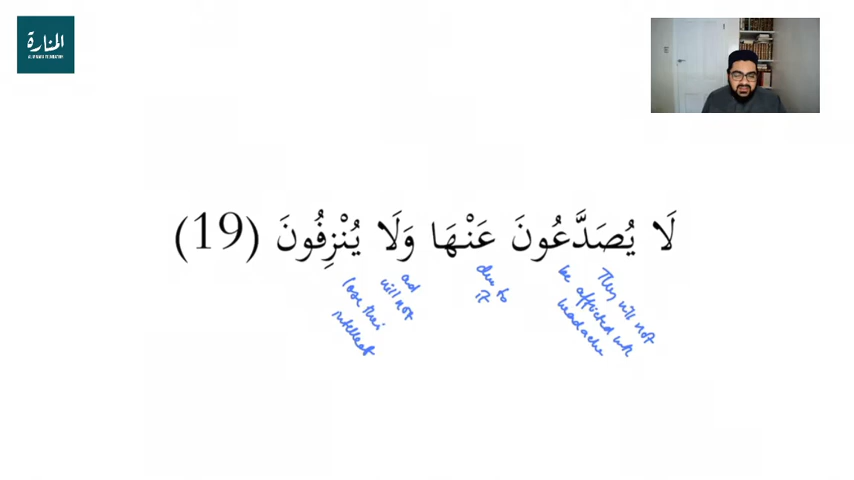 المنارة
لَا يُصَدَّعُونَ عَنْهَا وَلَا يُنْزِفُونَ (19)
They will not
be afflicted with
headache
due to
it
and
will not
lose their
intellect